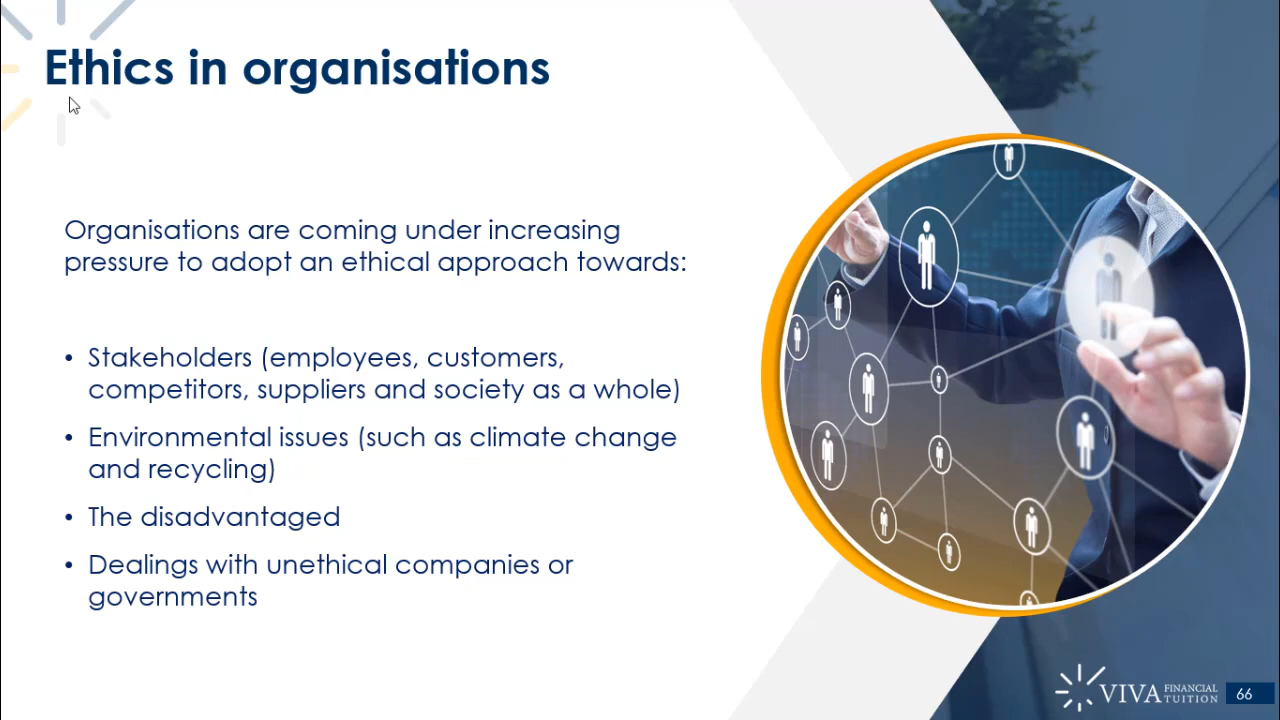 Ethics in organisations
Organisations are coming under increasing
pressure to adopt an ethical approach towards:
• Stakeholders (employees, customers,
competitors, suppliers and society as a whole)
• Environmental issues (such as climate change
and recycling)
• The disadvantaged
• Dealings with unethical companies or
governments
VIVA FINANCIAL
TUITION
66